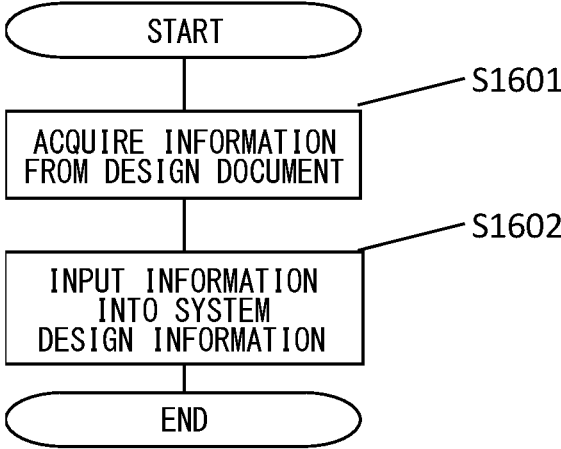 START
S1601
ACQUIRE INFORMATION
FROM DESIGN DOCUMENT
S1602
INPUT INFORMATION
INTO SYSTEM
DESIGN INFORMATION
END